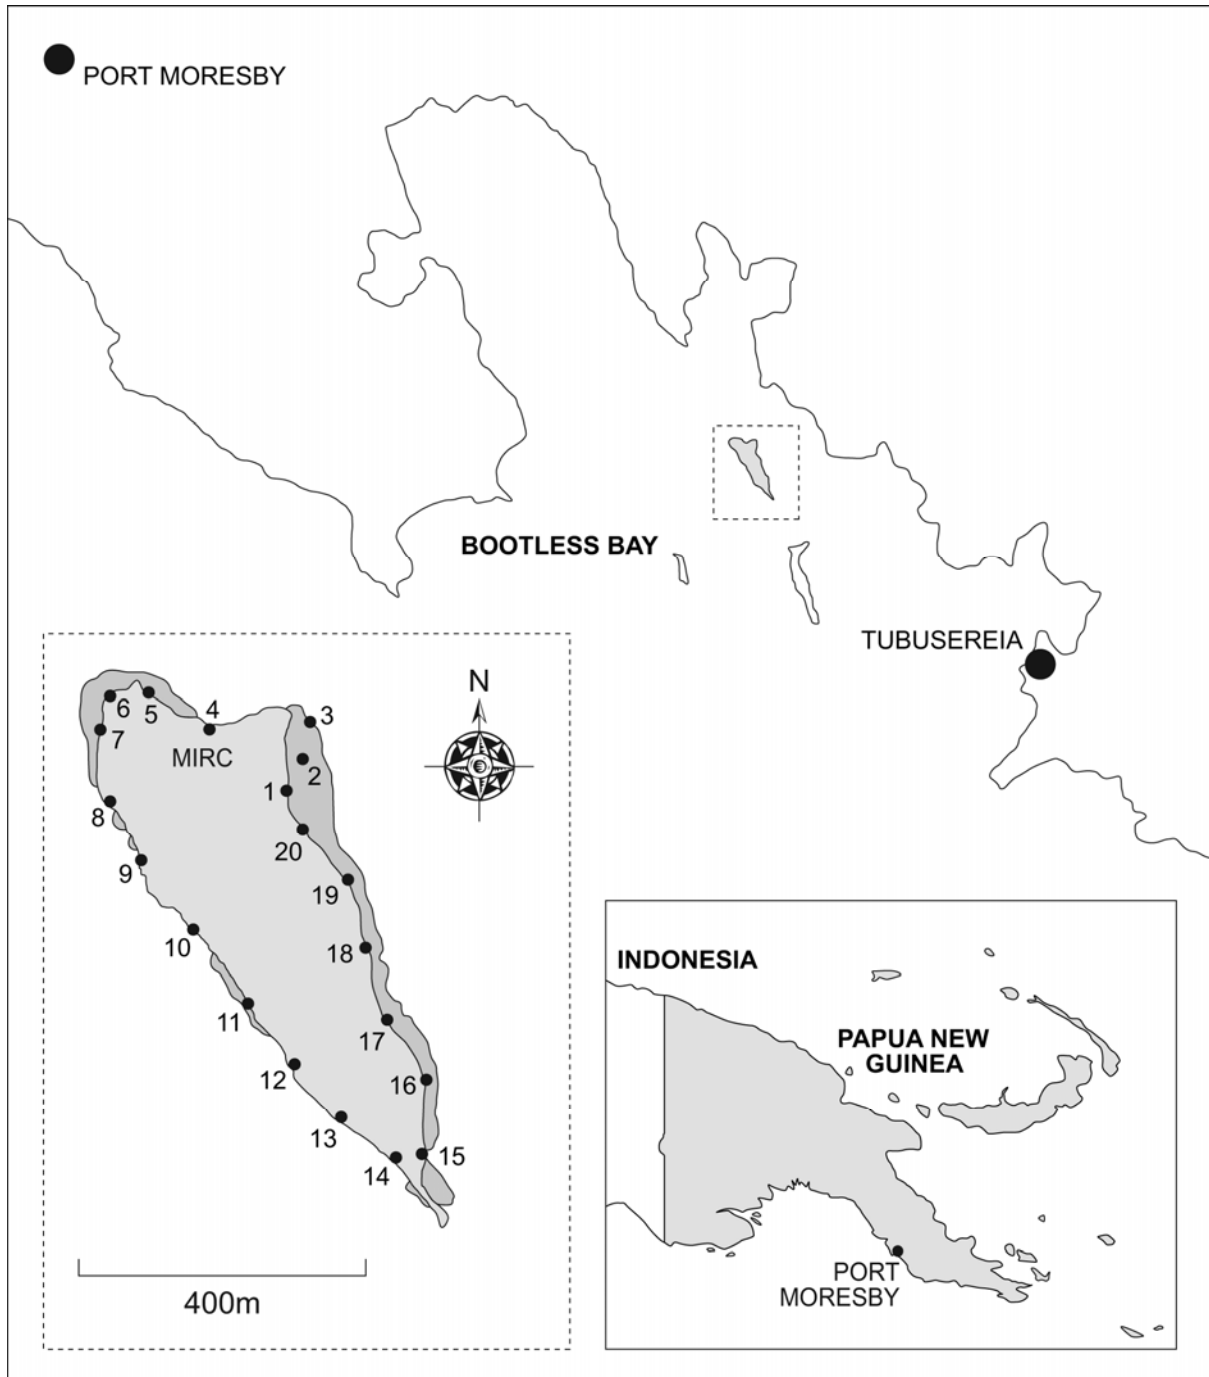 PORT MORESBY
BOOTLESS BAY
TUBUSEREIA
N
6
5
4
3
7
MIRC
2
1
8
20
9
19
10
18
11
17
12
16
13
14
15
400m
INDONESIA
PAPUA NEW
GUINEA
PORT
MORESBY